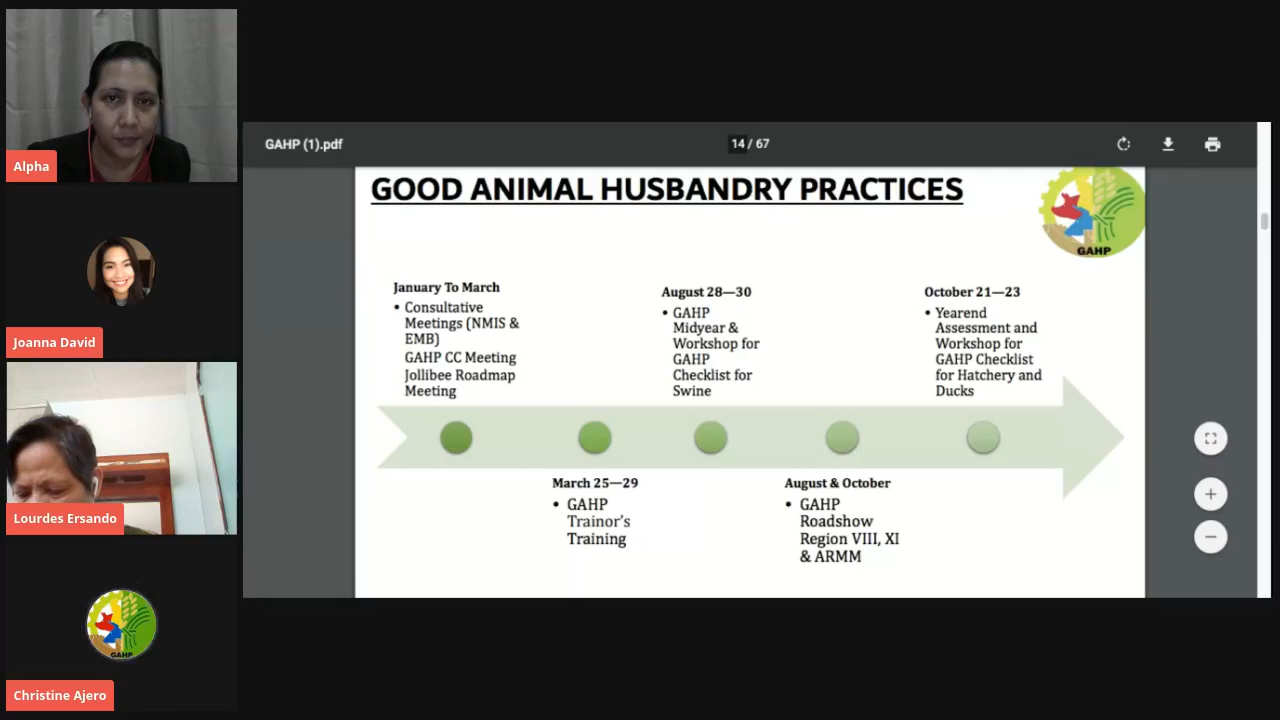 Alpha
Joanna David
Lourdes Ersando
GAHP
Christine Ajero
GAHP (1).pdf
14 / 67
GOOD ANIMAL HUSBANDRY PRACTICES
GAHP
January To March
• Consultative
Meetings (NMIS &
EMB)
GAHP CC Meeting
Jollibee Roadmap
Meeting
August 28—30
• GAHP
Midyear &
Workshop for
GAHP
Checklist for
Swine
October 21—23
• Yearend
Assessment and
Workshop for
GAHP Checklist
for Hatchery and
Ducks
March 25—29
• GAHP
Trainor's
Training
August & October
• GAHP
Roadshow
Region VIII, XI
& ARMM